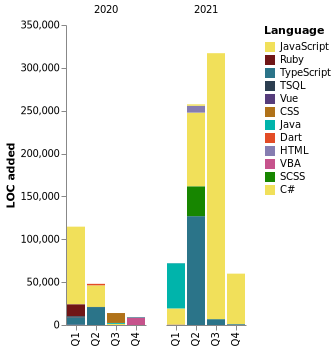 2020 2021
Language
JavaScript
Ruby
TypeScript
TSQL
Vue
CSS
Java
Dart
HTML
VBA
SCSS
C#
LOC added
350,000
300,000
250,000
200,000
150,000
100,000
50,000
0
Q1 Q2 Q3 Q4 Q1 Q2 Q3 Q4